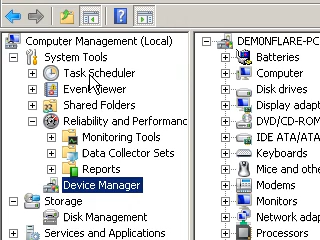 Computer Management (Local)
System Tools
Task Scheduler
Event Viewer
Shared Folders
Reliability and Performanc
Monitoring Tools
Data Collector Sets
Reports
Device Manager
Storage
Disk Management
Services and Applications
DEM0NFLARE-PC
Batteries
Computer
Disk drives
Display adapt
DVD/CD-ROM
IDE ATA/ATA
Keyboards
Mice and othe
Modems
Monitors
Network adap
Processors